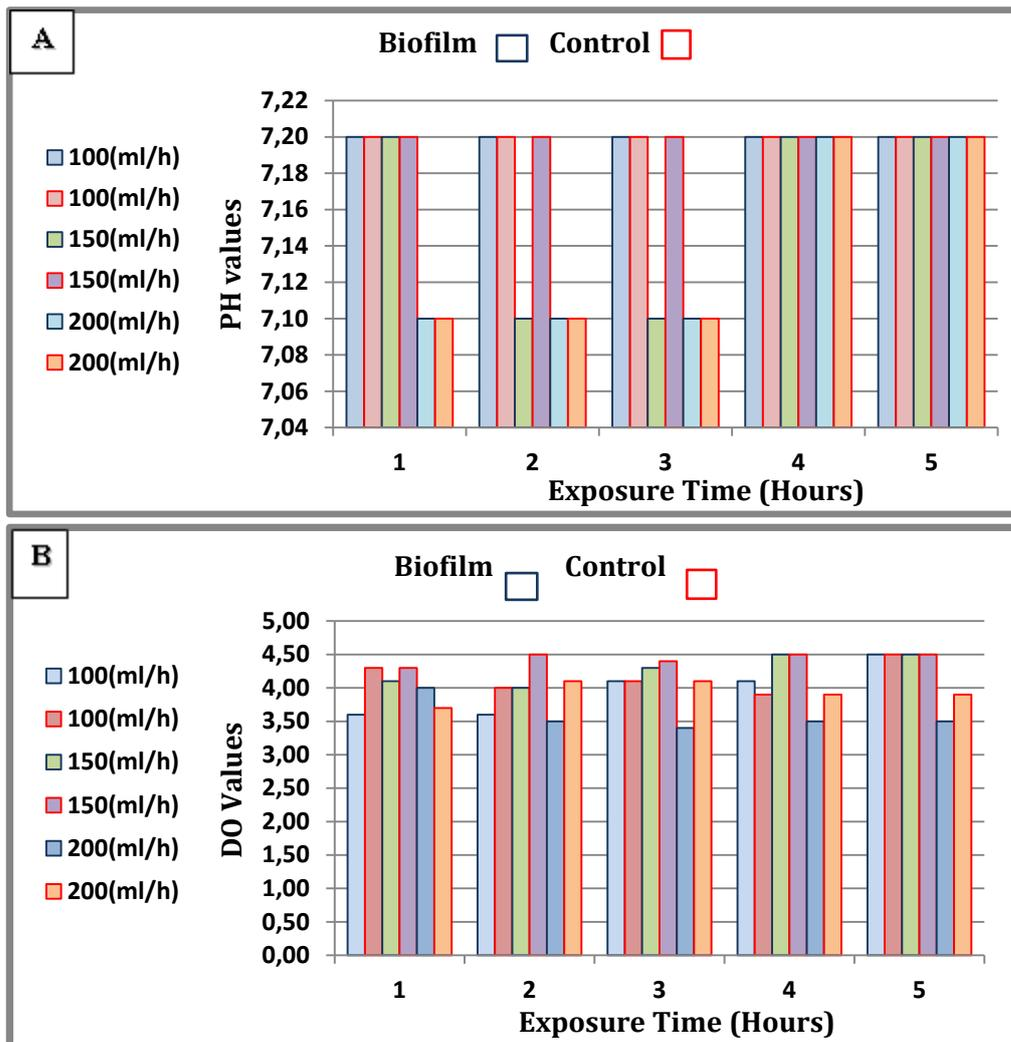 A
Biofilm Control
7,22
7,20
7,18
7,16
7,14
7,12
7,10
7,08
7,06
7,04
PH values
100(ml/h)
100(ml/h)
150(ml/h)
150(ml/h)
200(ml/h)
200(ml/h)
1 2 3 4 5
Exposure Time (Hours)
B
Biofilm Control
5,00
4,50
4,00
3,50
3,00
2,50
2,00
1,50
1,00
0,50
0,00
DO Values
100(ml/h)
100(ml/h)
150(ml/h)
150(ml/h)
200(ml/h)
200(ml/h)
1 2 3 4 5
Exposure Time (Hours)